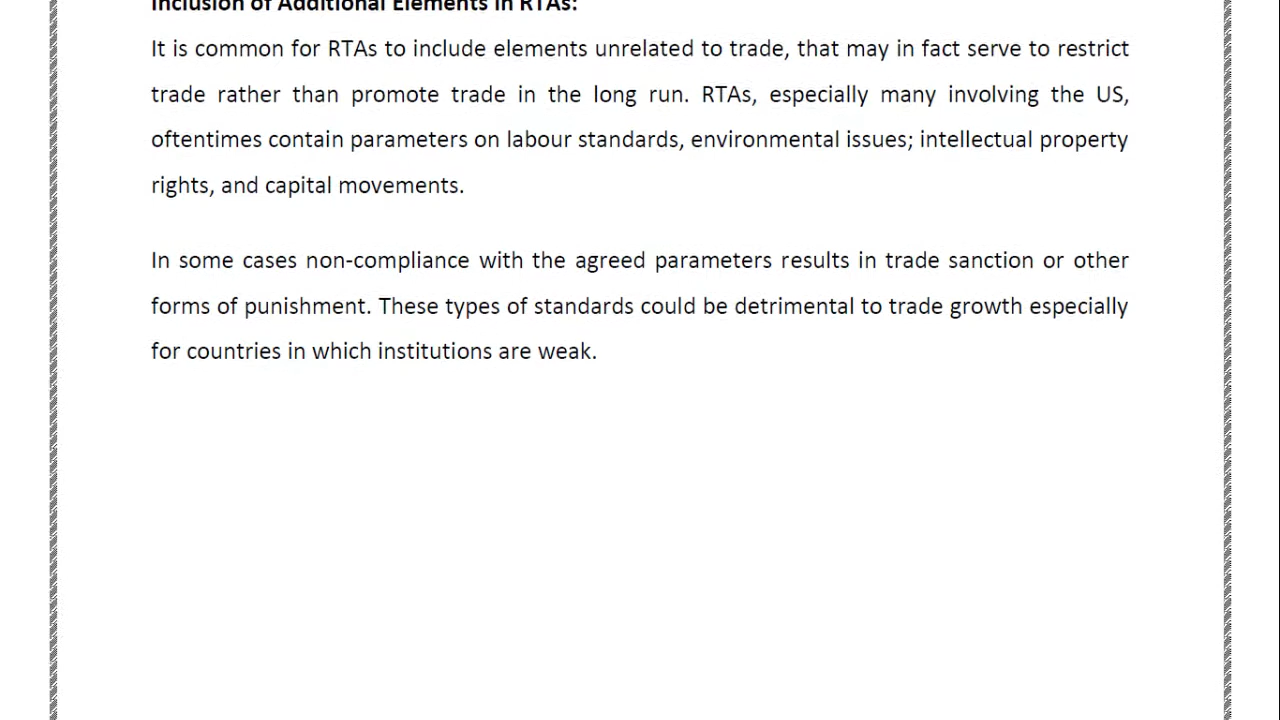 Inclusion of Additional Elements in RTAs:
It is common for RTAs to include elements unrelated to trade, that may in fact serve to restrict
trade rather than promote trade in the long run. RTAs, especially many involving the US,
oftentimes contain parameters on labour standards, environmental issues; intellectual property
rights, and capital movements.
In some cases non-compliance with the agreed parameters results in trade sanction or other
forms of punishment. These types of standards could be detrimental to trade growth especially
for countries in which institutions are weak.